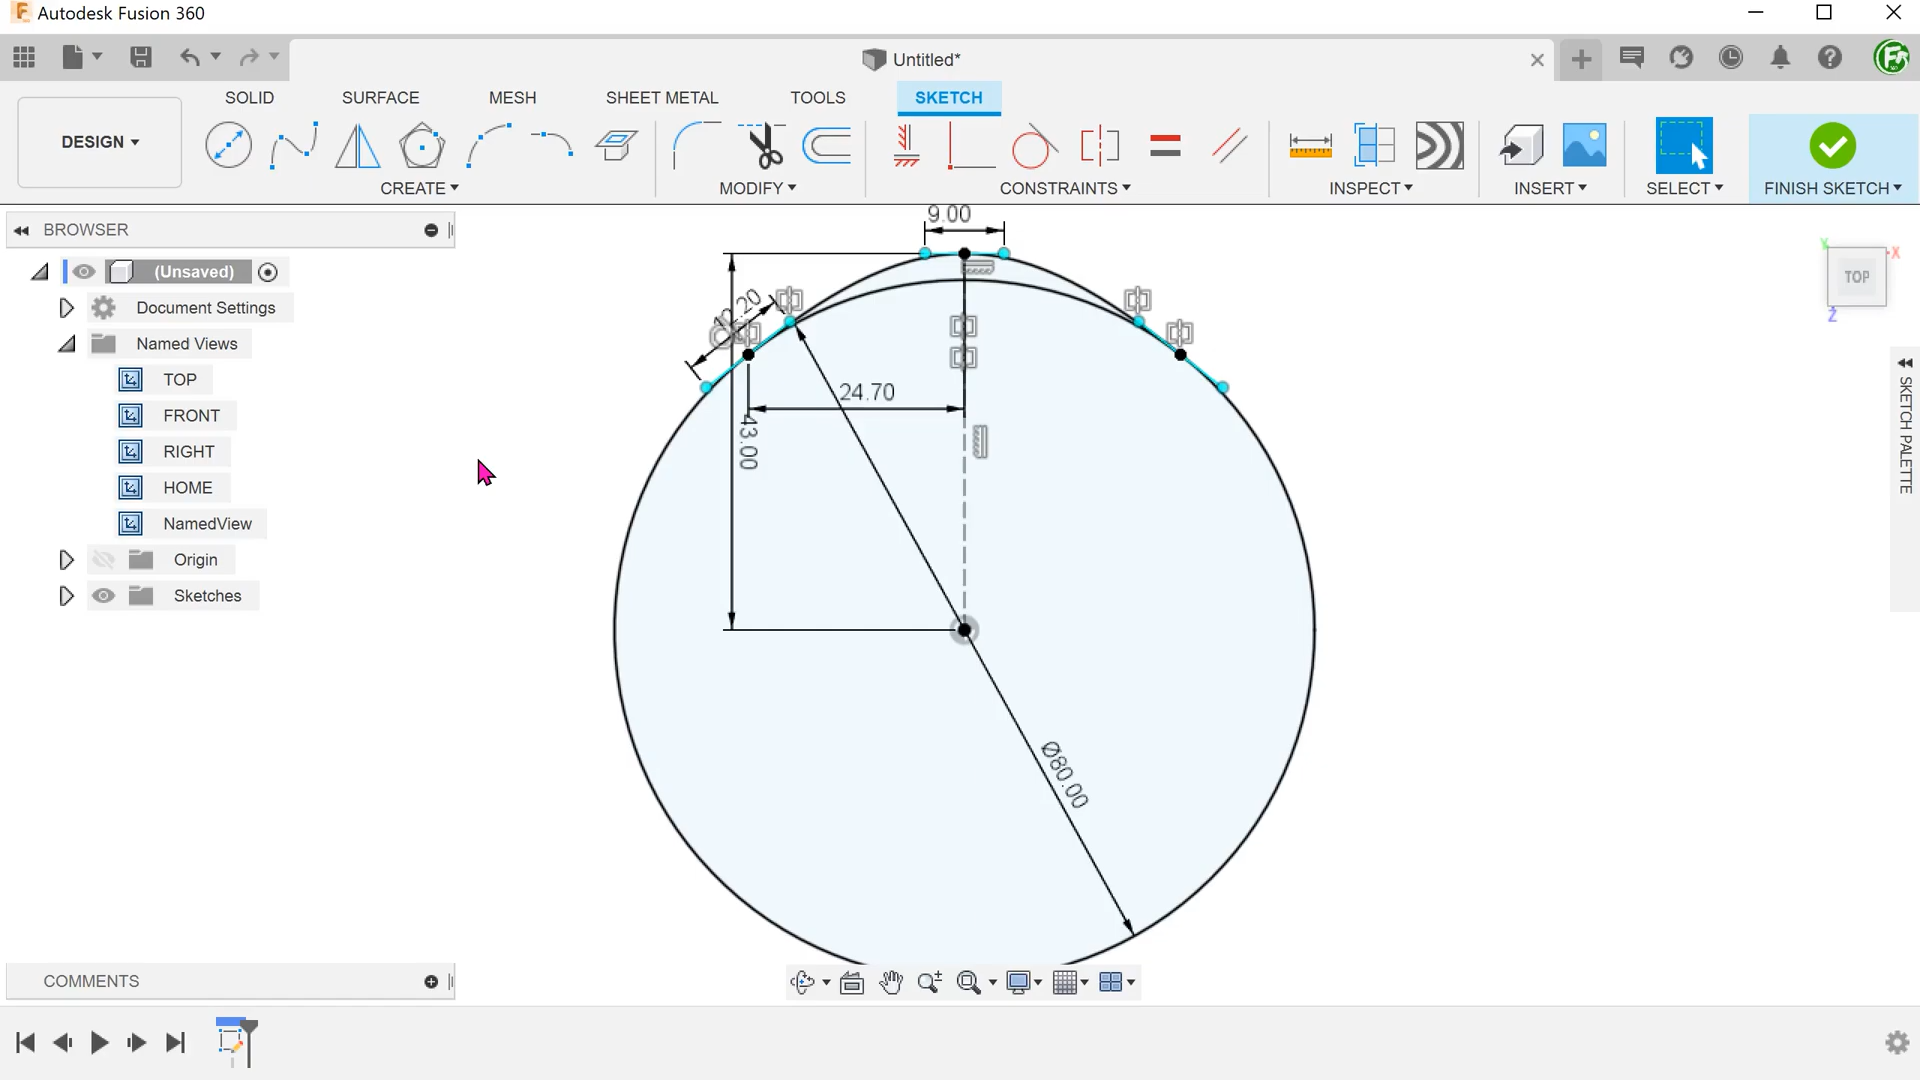 Autodesk Fusion 360
Untitled*
SOLID SURFACE MESH SHEET METAL TOOLS SKETCH
DESIGN
CREATE MODIFY CONSTRAINTS INSPECT INSERT SELECT FINISH SKETCH
BROWSER
(Unsaved)
Document Settings
Named Views
TOP
FRONT
RIGHT
HOME
NamedView
Origin
Sketches
9.00
24.70
43.00
Ø80.00
TOP
X
Y
Z
SKETCH PALETTE
COMMENTS